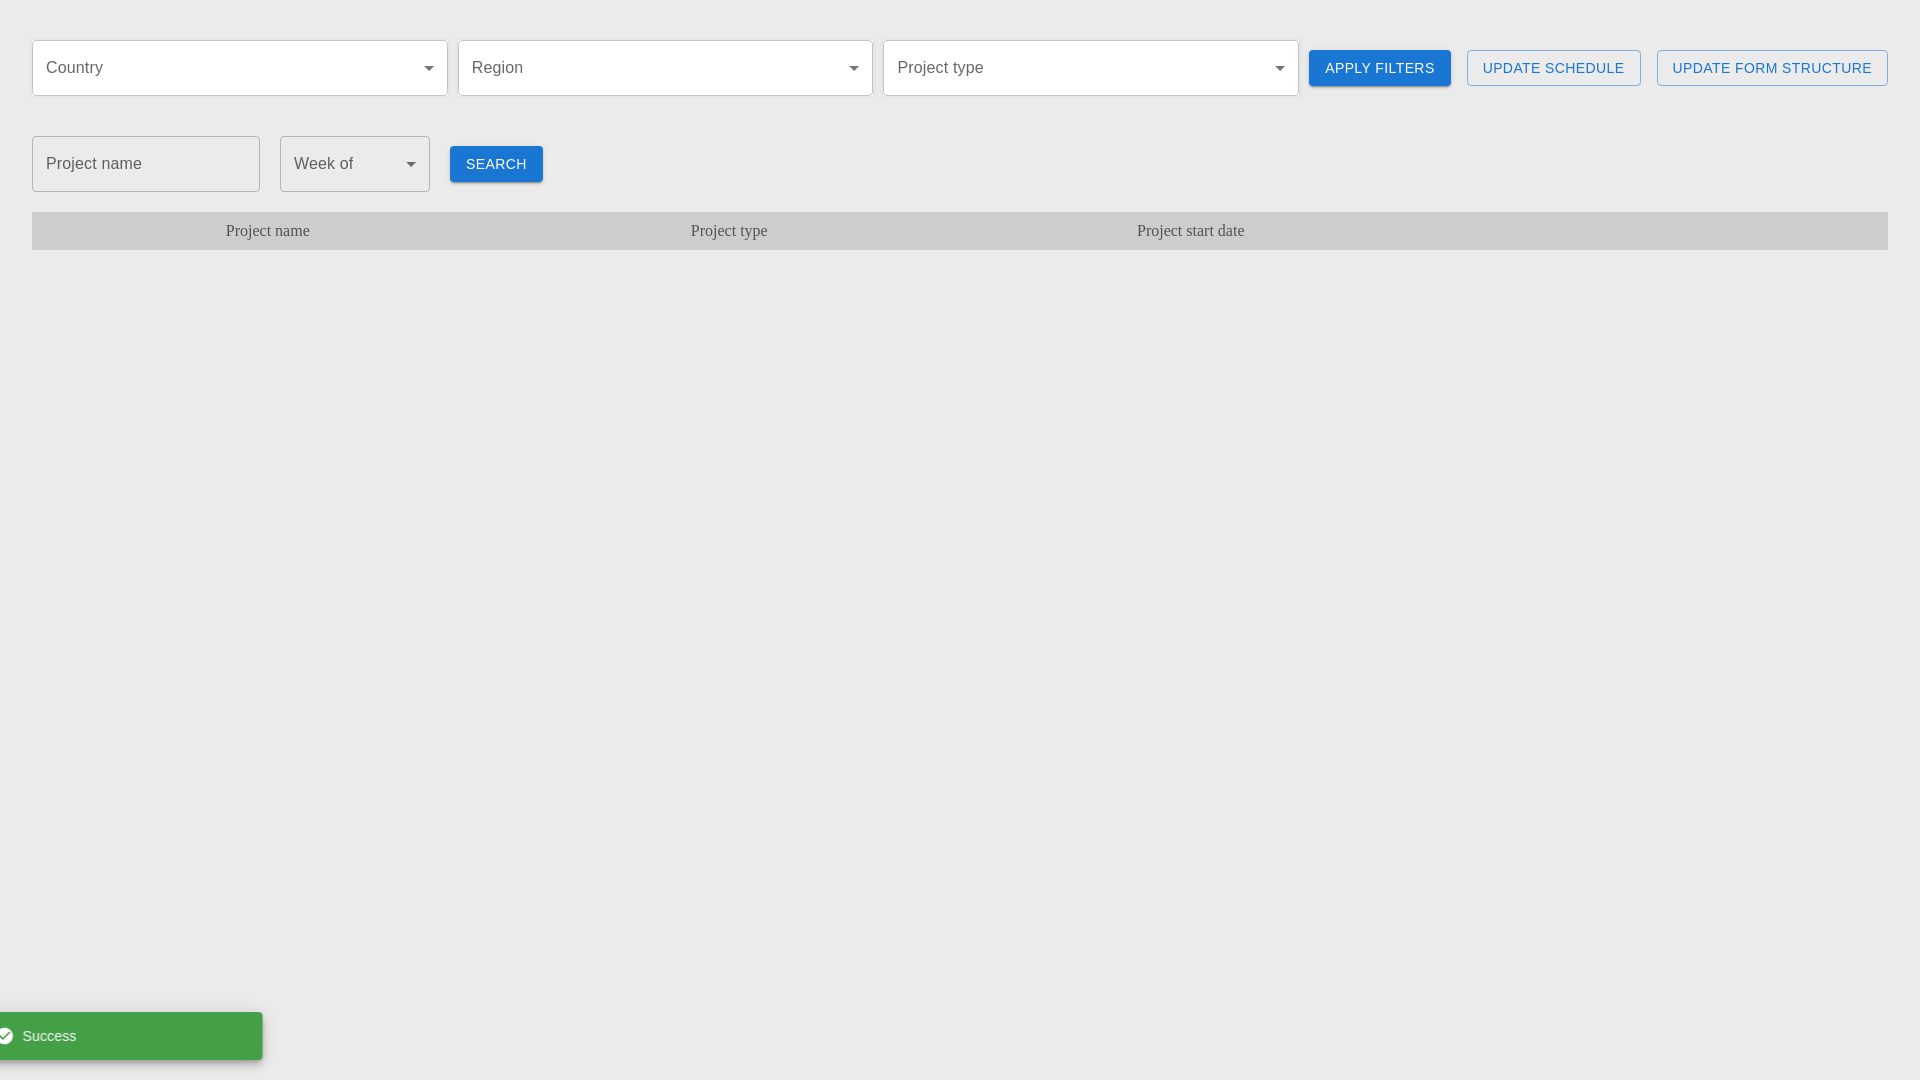 Country
Region
Project type
APPLY FILTERS
UPDATE SCHEDULE
UPDATE FORM STRUCTURE
Project name
Week of
SEARCH
Project name
Project type
Project start date
Success